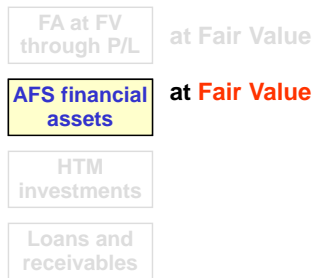 FA at FV
through P/L
at Fair Value
AFS financial
assets
at Fair Value
HTM
investments
Loans and
receivables